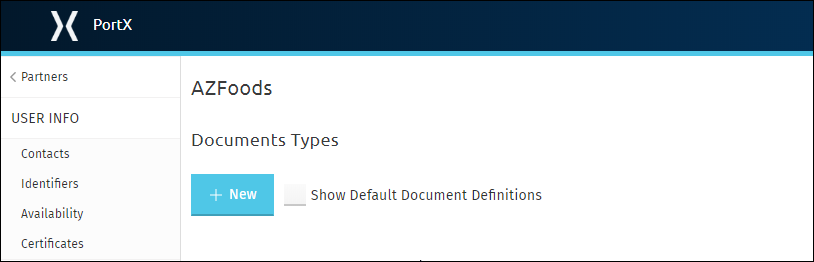 PortX
Partners
AZFoods
USER INFO
Documents Types
Contacts
Identifiers
Availability
Certificates
+ New
Show Default Document Definitions